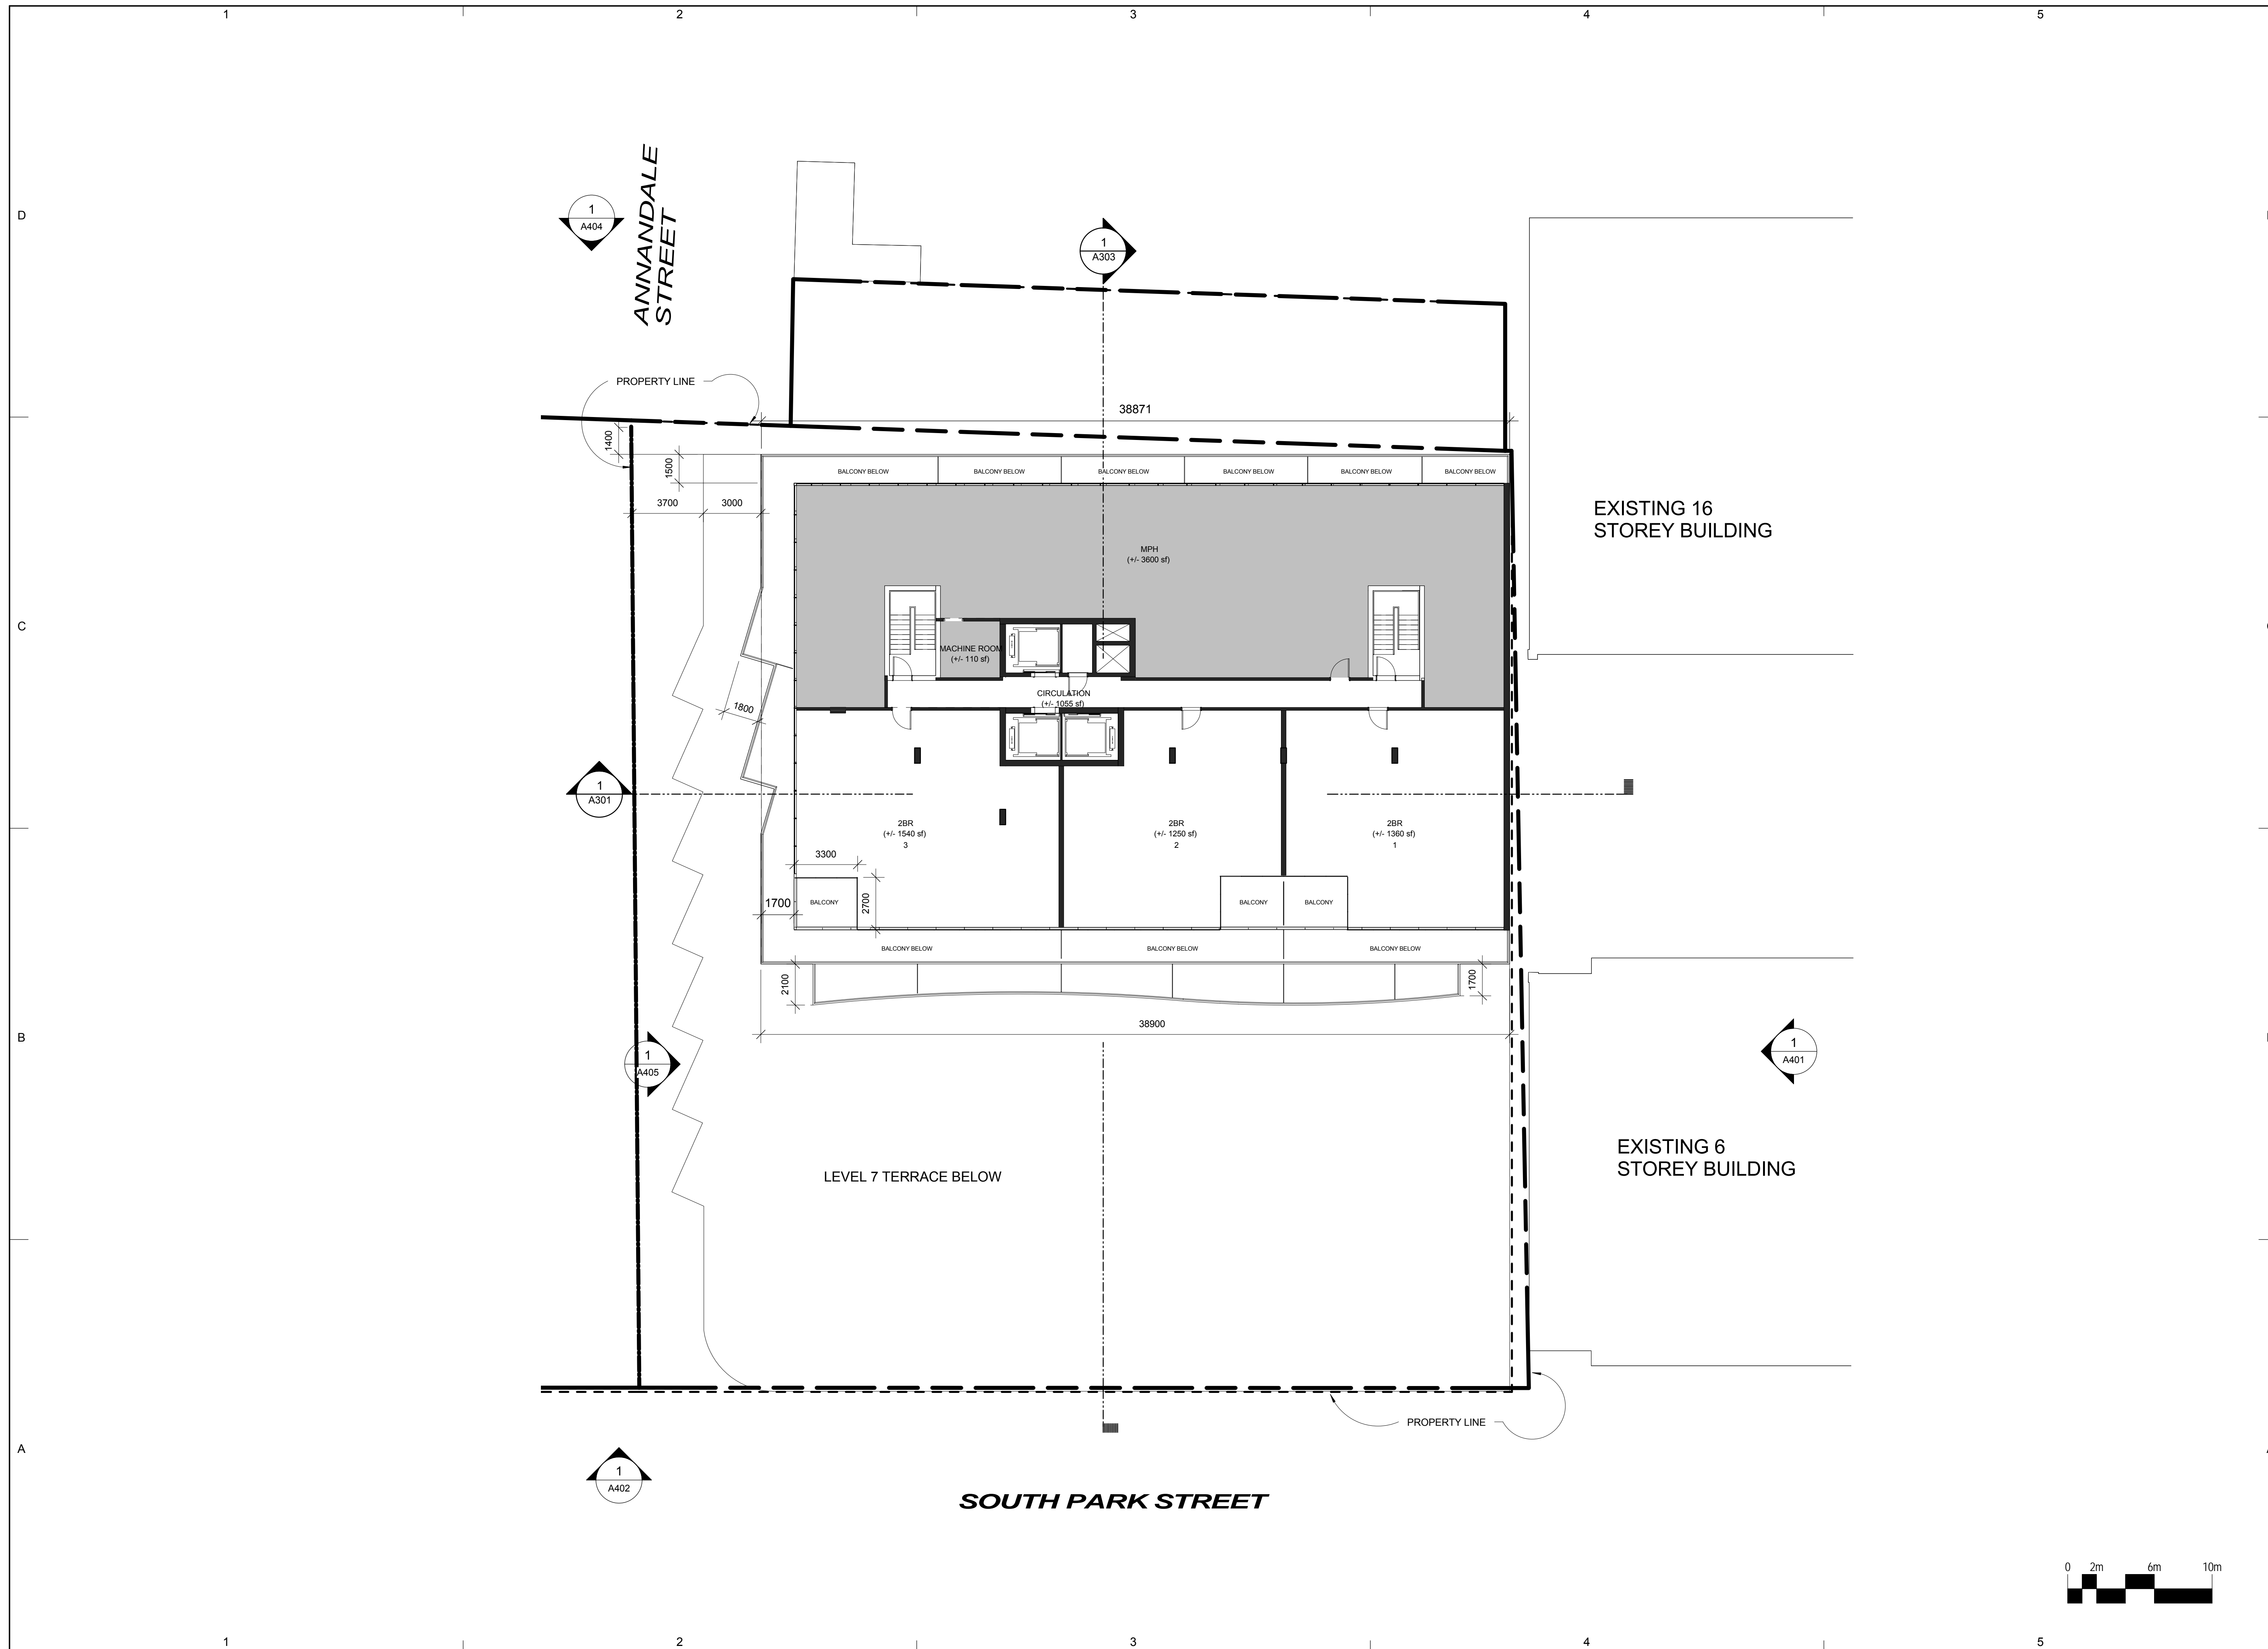 1
2
3
4
5
D
C
B
A
ANNANDALE
STREET
1
A404
1
A303
PROPERTY LINE
38871
1400
1500
3700
3000
BALCONY BELOW
BALCONY BELOW
BALCONY BELOW
BALCONY BELOW
BALCONY BELOW
BALCONY BELOW
EXISTING 16
STOREY BUILDING
MPH
(+/- 3600 sf)
MACHINE ROOM
(+/- 110 sf)
CIRCULATION
(+/- 1055 sf)
1800
1
A301
2BR
(+/- 1540 sf)
3
2BR
(+/- 1250 sf)
2
2BR
(+/- 1360 sf)
1
3300
2700
1700
BALCONY
BALCONY
BALCONY
BALCONY BELOW
BALCONY BELOW
BALCONY BELOW
2100
1700
38900
1
A405
1
A401
LEVEL 7 TERRACE BELOW
EXISTING 6
STOREY BUILDING
PROPERTY LINE
1
A402
SOUTH PARK STREET
0 2m 6m 10m
1
2
3
4
5